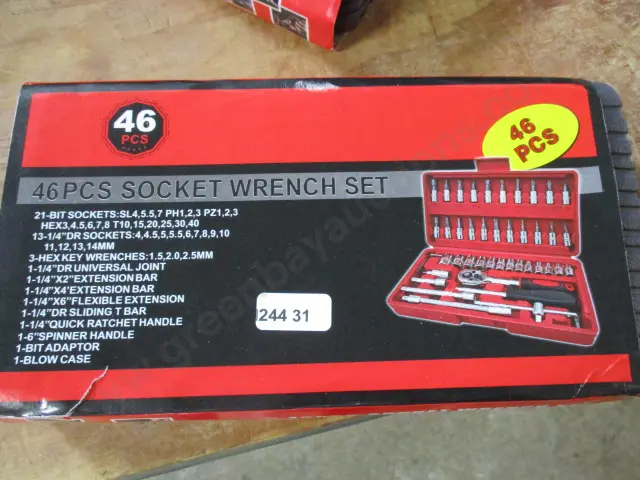 46
PCS
46
PCS
46PCS SOCKET WRENCH SET
21-BIT SOCKETS:SL4,5.5,7 PH1,2,3 PZ1,2,3
HEX3,4,5,6,7,8 T10,15,20,25,30,40
13-1/4"DR SOCKETS:4,4.5,5,5.5,6,7,8,9,10
11,12,13,14MM
3-HEX KEY WRENCHES:1.5,2.0,2.5MM
1-1/4"DR UNIVERSAL JOINT
1-1/4"X2"EXTENSION BAR
1-1/4"X4"EXTENSION BAR
1-1/4"X6"FLEXIBLE EXTENSION
1-1/4"DR SLIDING T BAR
1-1/4"QUICK RATCHET HANDLE
1-6"SPINNER HANDLE
1-BIT ADAPTOR
1-BLOW CASE
244 31